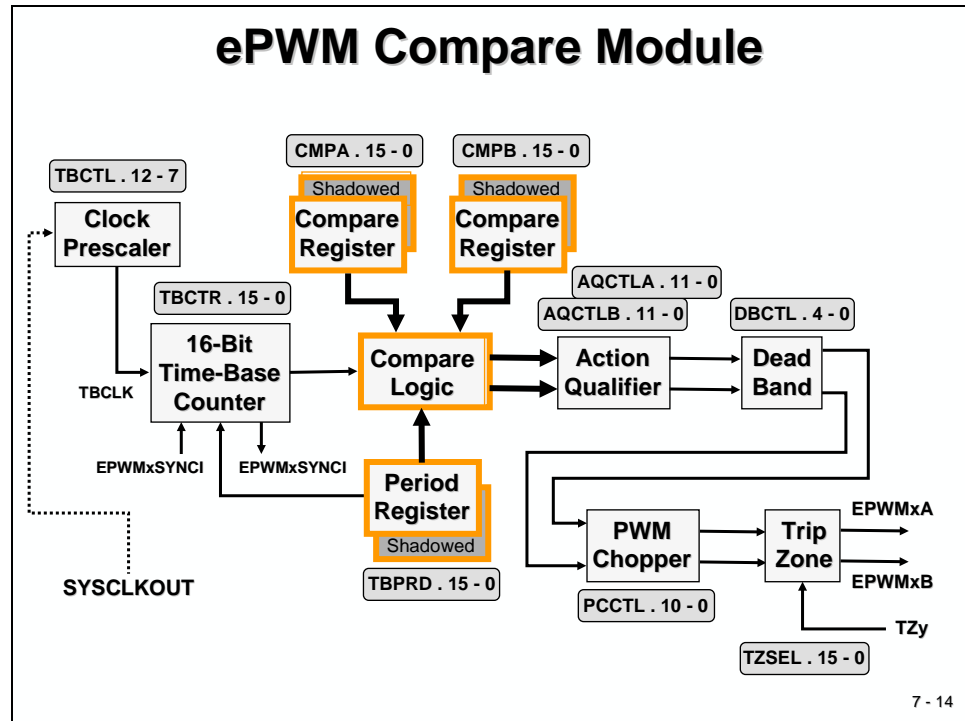 ePWM Compare Module
CMPA . 15 - 0
CMPB . 15 - 0
TBCTL . 12 - 7
Shadowed
Compare
Register
Shadowed
Compare
Register
Clock
Prescaler
TBCTR . 15 - 0
AQCTLA . 11 - 0
AQCTLB . 11 - 0
DBCTL . 4 - 0
16-Bit
Time-Base
Counter
TBCLK
Compare
Logic
Action
Qualifier
Dead
Band
EPWMxSYNCI
EPWMxSYNCI
Period
Register
Shadowed
TBPRD . 15 - 0
SYSCLKOUT
PWM
Chopper
PCCTL . 10 - 0
Trip
Zone
EPWMxA
EPWMxB
TZy
TZSEL . 15 - 0
7 - 14